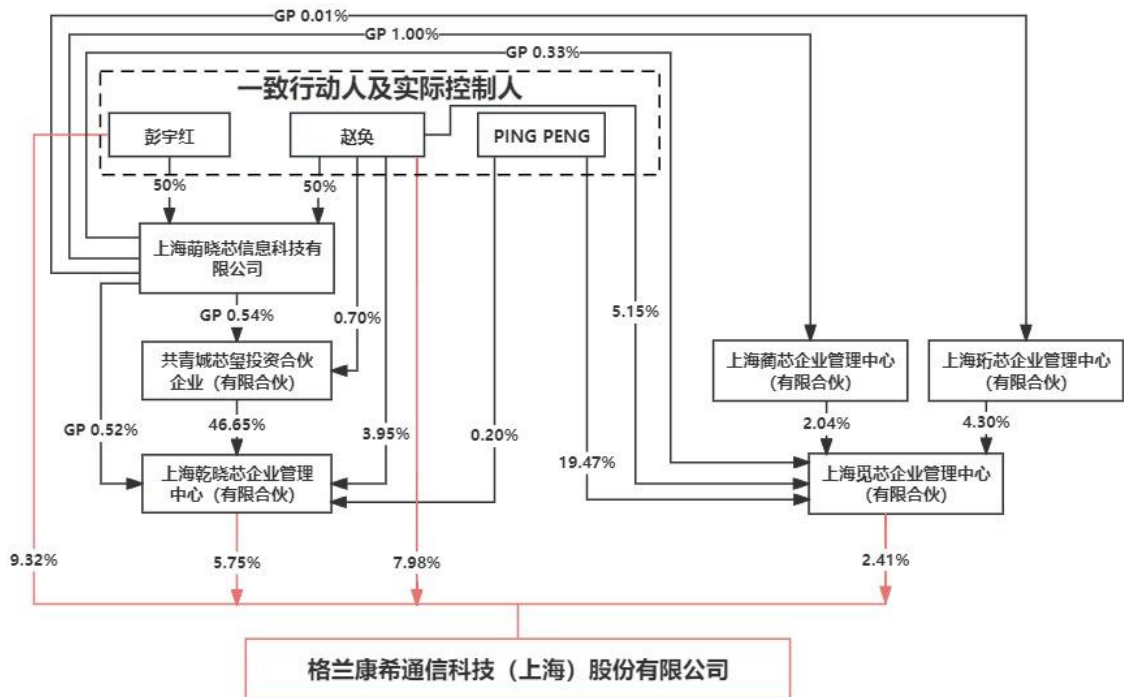 GP 0.01%
GP 1.00%
GP 0.33%
一致行动人及实际控制人
彭宇红
赵奂
PING PENG
50%
50%
上海萌晓芯信息科技有
限公司
GP 0.54%
0.70%
5.15%
共青城芯玺投资合伙
企业（有限合伙）
上海蔺芯企业管理中心
（有限合伙）
上海珩芯企业管理中心
（有限合伙）
GP 0.52%
46.65%
3.95%
0.20%
19.47%
2.04%
4.30%
上海乾晓芯企业管理
中心（有限合伙）
上海觅芯企业管理中心
（有限合伙）
9.32%
5.75%
7.98%
2.41%
格兰康希通信科技（上海）股份有限公司